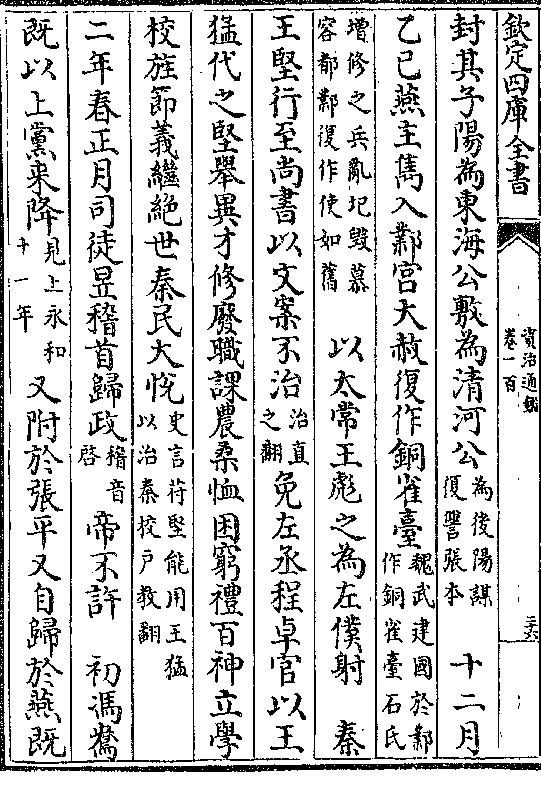 欽定四庫全書
資治通鑑
卷一百
三六
封其子陽為東海公敷為清河公為後陽謀復讐張本 十二月
乙巳燕主雋入鄴宮大赦復作銅雀臺魏武建國於鄴作銅雀臺石氏
增修之兵亂圮毀慕容都鄴復作使如舊 以太常王彪之為左僕射 秦
王堅行至尚書以文案不治治直之翻免左丞程卓官以王
猛代之堅舉異才修廢職課農桑恤困窮禮百神立學
校旌節義繼絕世秦民大悅史言苻堅能用王猛以治秦校戶教翻
二年春正月司徒昱稽首歸政稽音啓帝不許 初馮鴦
既以上黨来降見上永和十一年 又附於張平又自歸於燕既